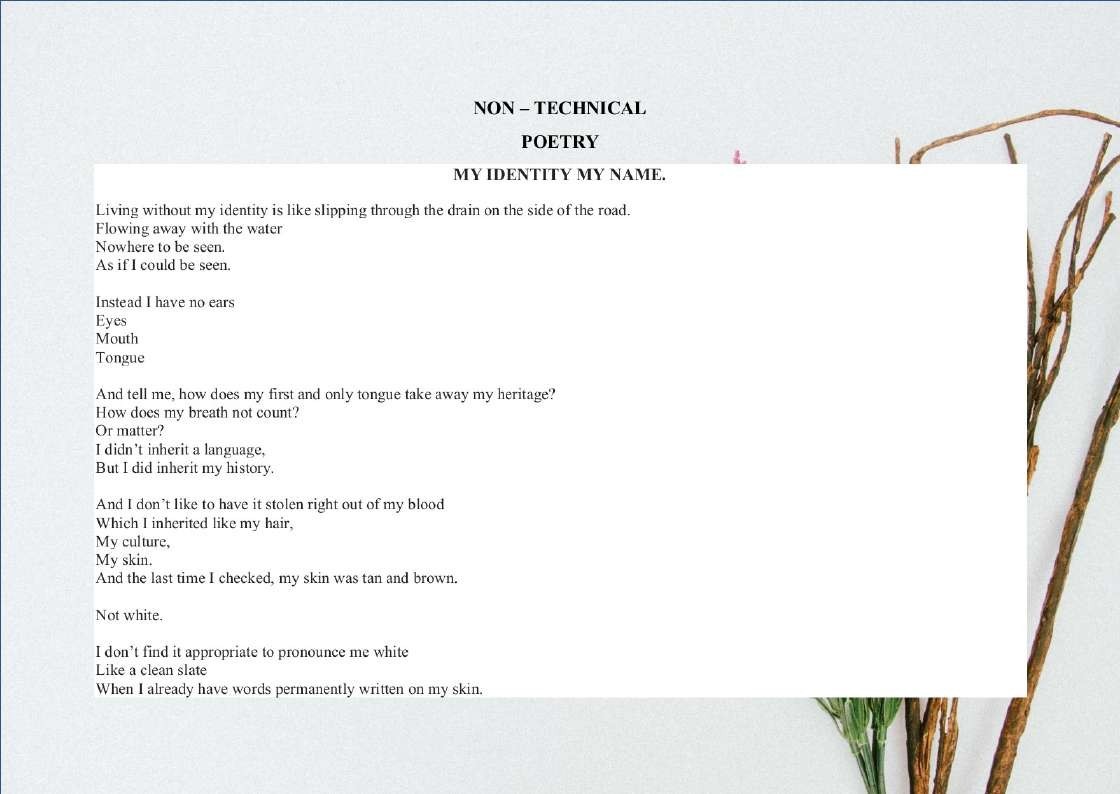 NON – TECHNICAL
POETRY
MY IDENTITY MY NAME.
Living without my identity is like slipping through the drain on the side of the road.
Flowing away with the water
Nowhere to be seen.
As if I could be seen.
Instead I have no ears
Eyes
Mouth
Tongue
And tell me, how does my first and only tongue take away my heritage?
How does my breath not count?
Or matter?
I didn’t inherit a language,
But I did inherit my history.
And I don’t like to have it stolen right out of my blood
Which I inherited like my hair,
My culture,
My skin.
And the last time I checked, my skin was tan and brown.
Not white.
I don’t find it appropriate to pronounce me white
Like a clean slate
When I already have words permanently written on my skin.